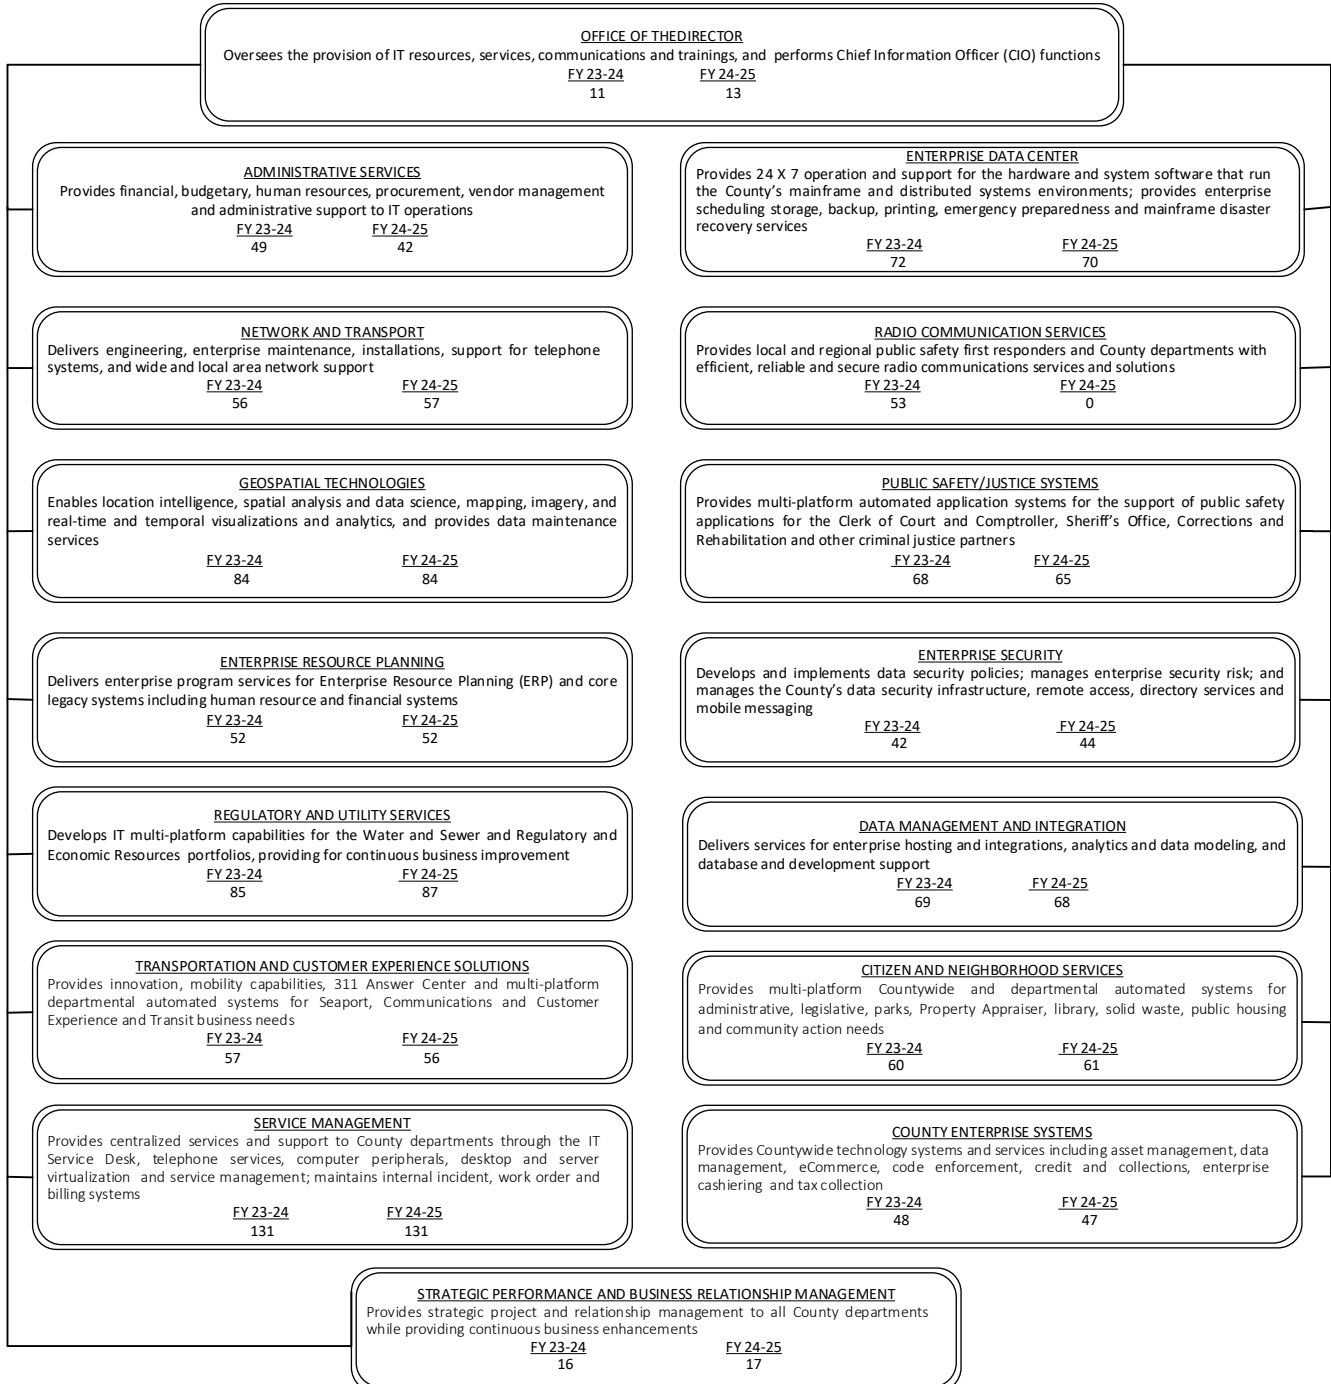 OFFICE OF THEDIRECTOR
Oversees the provision of IT resources, services, communications and trainings, and performs Chief Information Officer (CIO) functions
FY 23-24 FY 24-25
11 13
ADMINISTRATIVE SERVICES
Provides financial, budgetary, human resources, procurement, vendor management
and administrative support to IT operations
FY 23-24 FY 24-25
49 42
ENTERPRISE DATA CENTER
Provides 24 X 7 operation and support for the hardware and system software that run
the County’s mainframe and distributed systems environments; provides enterprise
scheduling storage, backup, printing, emergency preparedness and mainframe disaster
recovery services
FY 23-24 FY 24-25
72 70
NETWORK AND TRANSPORT
Delivers engineering, enterprise maintenance, installations, support for telephone
systems, and wide and local area network support
FY 23-24 FY 24-25
56 57
RADIO COMMUNICATION SERVICES
Provides local and regional public safety first responders and County departments with
efficient, reliable and secure radio communications services and solutions
FY 23-24 FY 24-25
53 0
GEOSPATIAL TECHNOLOGIES
Enables location intelligence, spatial analysis and data science, mapping, imagery, and
real-time and temporal visualizations and analytics, and provides data maintenance
services
FY 23-24 FY 24-25
84 84
PUBLIC SAFETY/JUSTICE SYSTEMS
Provides multi-platform automated application systems for the support of public safety
applications for the Clerk of Court and Comptroller, Sheriff’s Office, Corrections and
Rehabilitation and other criminal justice partners
FY 23-24 FY 24-25
68 65
ENTERPRISE RESOURCE PLANNING
Delivers enterprise program services for Enterprise Resource Planning (ERP) and core
legacy systems including human resource and financial systems
FY 23-24 FY 24-25
52 52
ENTERPRISE SECURITY
Develops and implements data security policies; manages enterprise security risk; and
manages the County’s data security infrastructure, remote access, directory services and
mobile messaging
FY 23-24 FY 24-25
42 44
REGULATORY AND UTILITY SERVICES
Develops IT multi-platform capabilities for the Water and Sewer and Regulatory and
Economic Resources portfolios, providing for continuous business improvement
FY 23-24 FY 24-25
85 87
DATA MANAGEMENT AND INTEGRATION
Delivers services for enterprise hosting and integrations, analytics and data modeling, and
database and development support
FY 23-24 FY 24-25
69 68
TRANSPORTATION AND CUSTOMER EXPERIENCE SOLUTIONS
Provides innovation, mobility capabilities, 311 Answer Center and multi-platform
departmental automated systems for Seaport, Communications and Customer
Experience and Transit business needs
FY 23-24 FY 24-25
57 56
CITIZEN AND NEIGHBORHOOD SERVICES
Provides multi-platform Countywide and departmental automated systems for
administrative, legislative, parks, Property Appraiser, library, solid waste, public housing
and community action needs
FY 23-24 FY 24-25
60 61
SERVICE MANAGEMENT
Provides centralized services and support to County departments through the IT
Service Desk, telephone services, computer peripherals, desktop and server
virtualization and service management; maintains internal incident, work order and
billing systems
FY 23-24 FY 24-25
131 131
COUNTY ENTERPRISE SYSTEMS
Provides Countywide technology systems and services including asset management, data
management, eCommerce, code enforcement, credit and collections, enterprise
cashiering and tax collection
FY 23-24 FY 24-25
48 47
STRATEGIC PERFORMANCE AND BUSINESS RELATIONSHIP MANAGEMENT
Provides strategic project and relationship management to all County departments
while providing continuous business enhancements
FY 23-24 FY 24-25
16 17